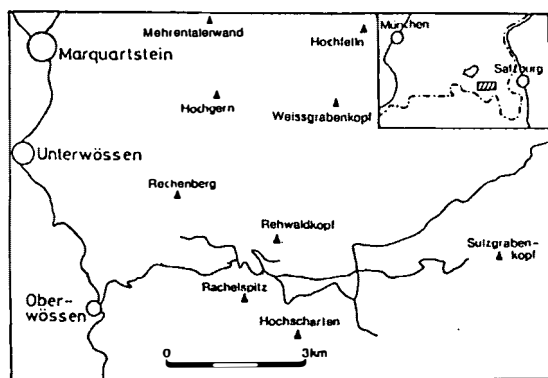 Mehrentalerwand
Hochfelln
München
Salzburg
Marquartstein
Hochgern
Weissgrabenkopf
Unterwössen
Rechenberg
Rehwaldkopf
Sulzgraben-
kopf
Ober-
wössen
Rachelspitz
Hochscharten
0
3km